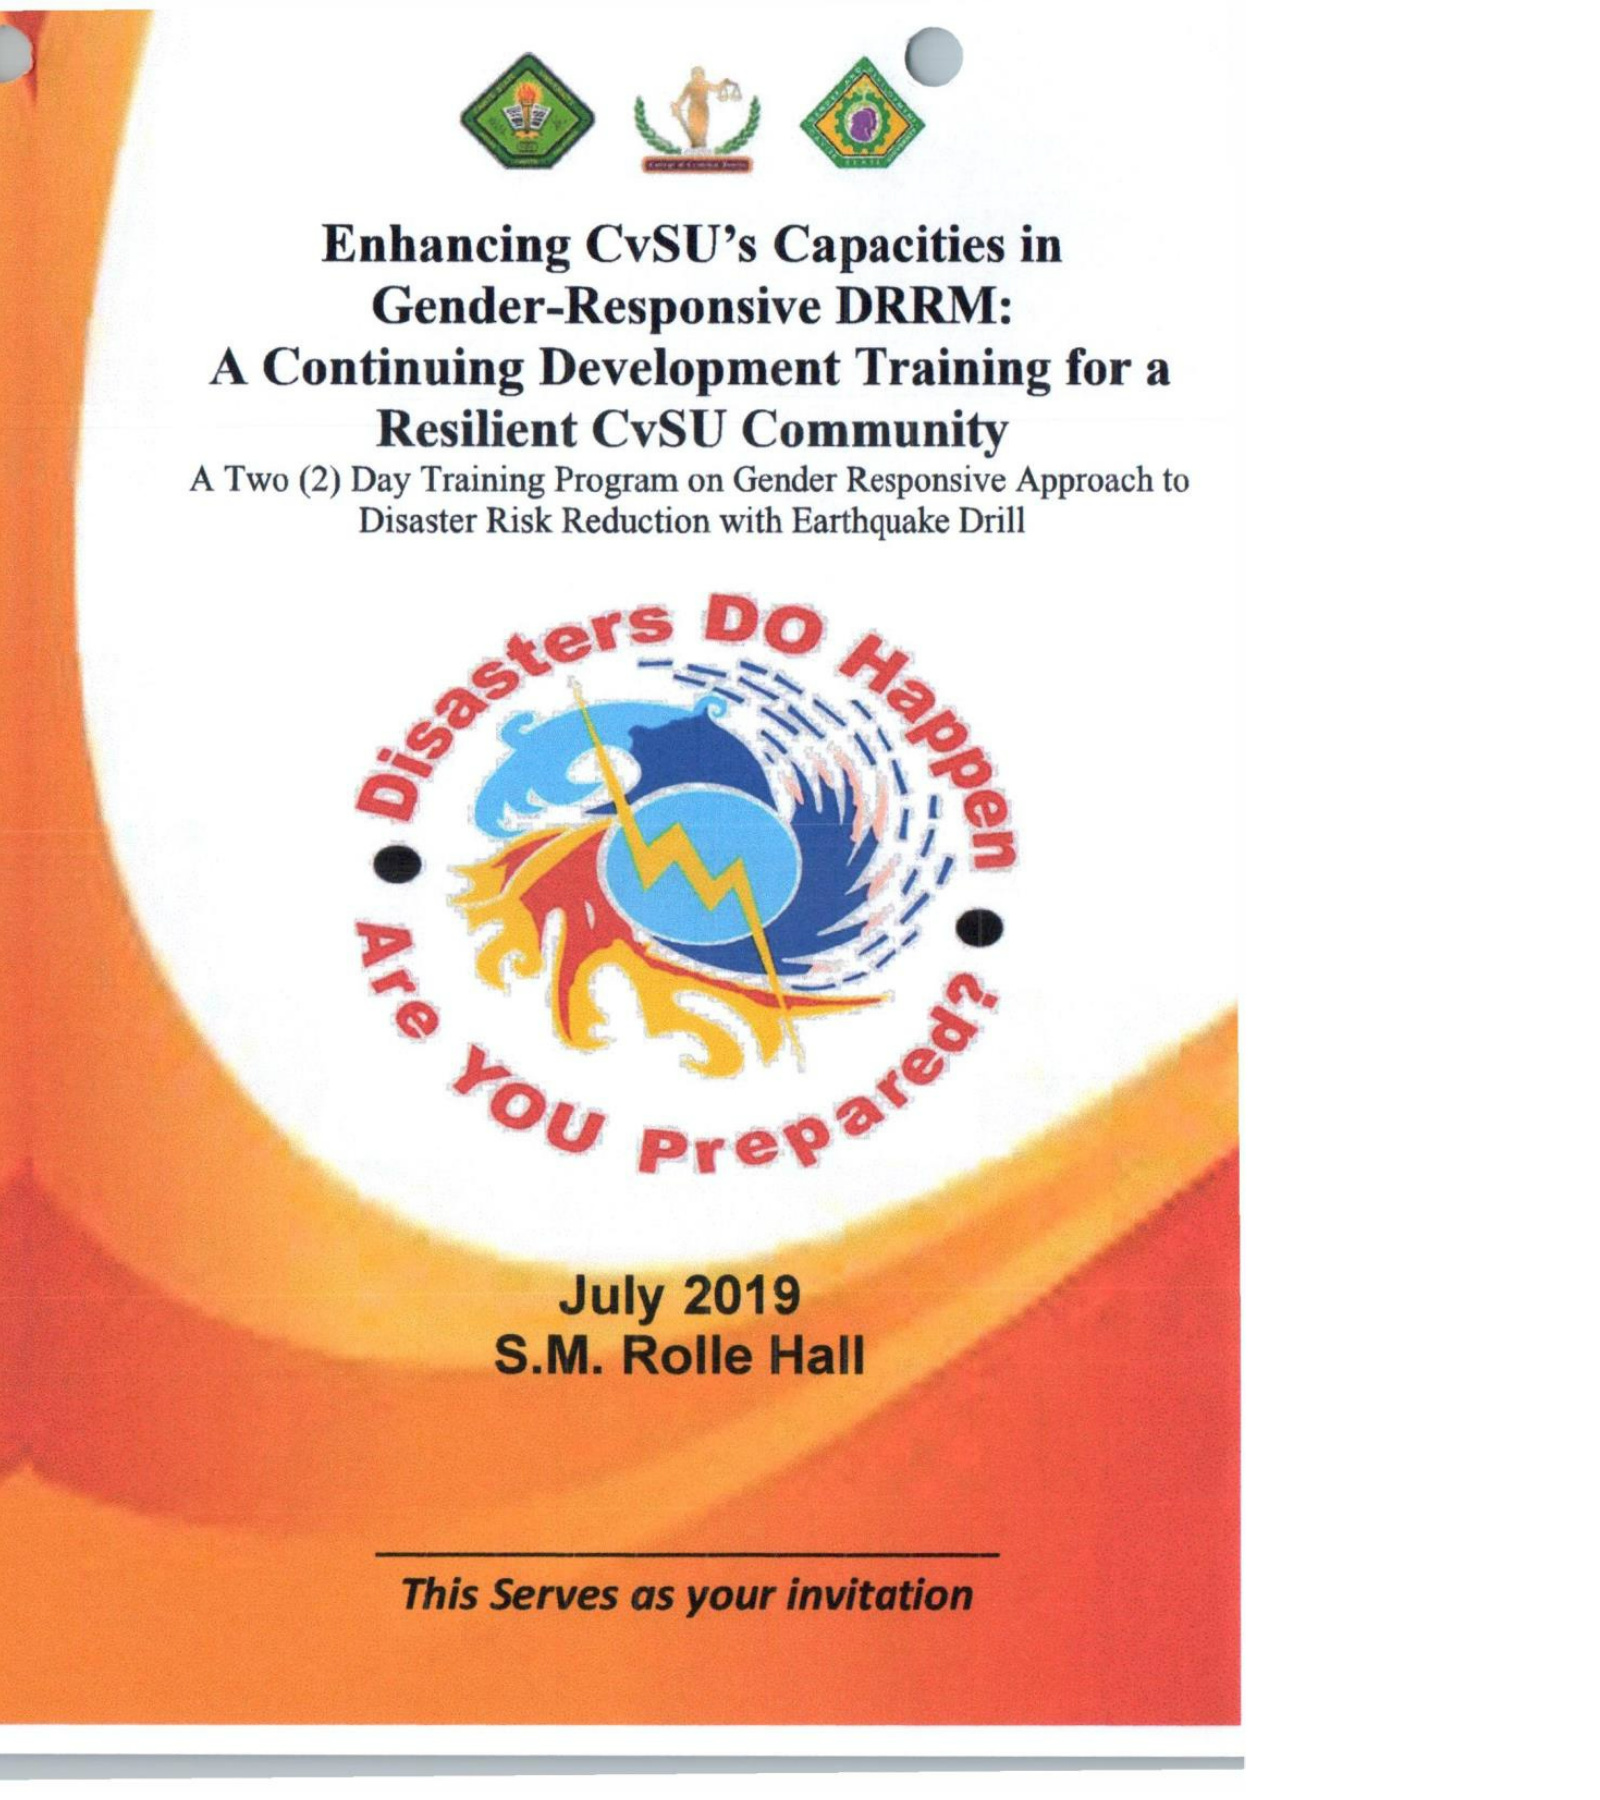 Enhancing CvSU's Capacities in
Gender-Responsive DRRM:
A Continuing Development Training for a
Resilient CvSU Community
A Two (2) Day Training Program on Gender Responsive Approach to
Disaster Risk Reduction with Earthquake Drill
Disasters DO Happen
Are YOU Prepared?
July 2019
S.M. Rolle Hall
This Serves as your invitation